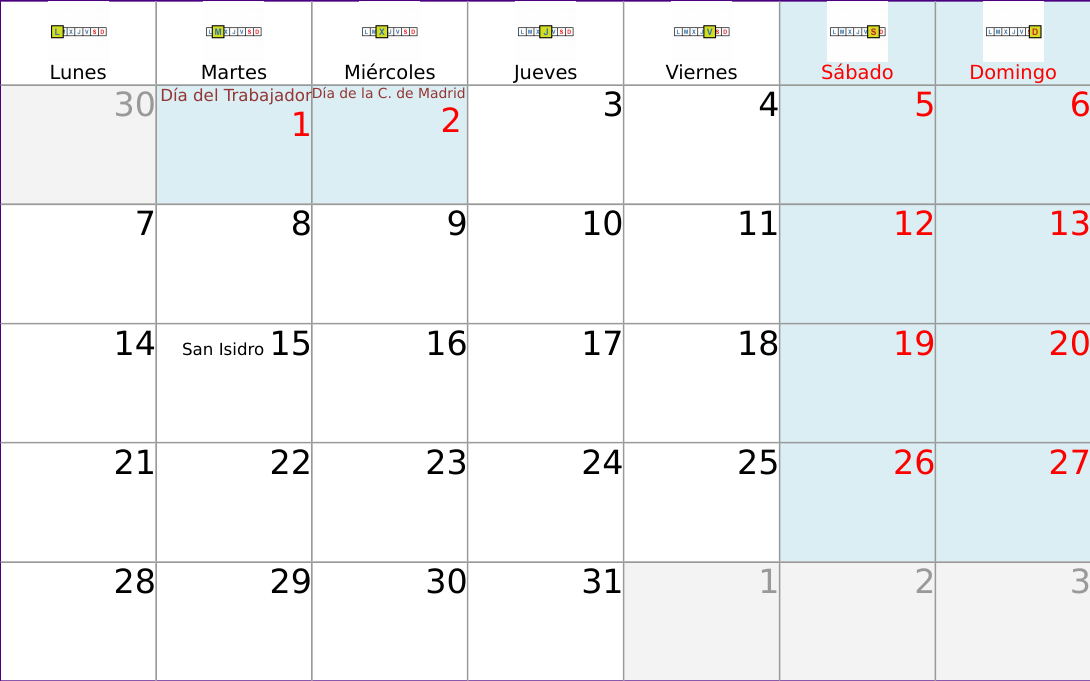 L M X J V S D L M X J V S D L M X J V S D L M X J V S D L M X J V S D L M X J V S D L M X J V S D
Lunes Martes Miércoles Jueves Viernes Sábado Domingo
Día del Trabajador Día de la C. de Madrid
30 1 2 3 4 5 6
7 8 9 10 11 12 13
14 San Isidro 15 16 17 18 19 20
21 22 23 24 25 26 27
28 29 30 31 1 2 3